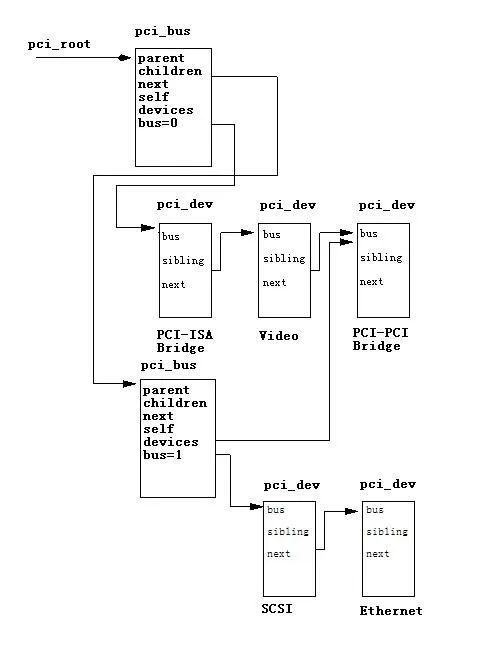 pci_bus
pci_root
parent
children
next
self
devices
bus=0
pci_dev pci_dev pci_dev
bus
sibling
next
bus
sibling
next
bus
sibling
next
PCI-ISA
Bridge
Video
PCI-PCI
Bridge
pci_bus
parent
children
next
self
devices
bus=1
pci_dev pci_dev
bus
sibling
next
bus
sibling
next
SCSI
Ethernet